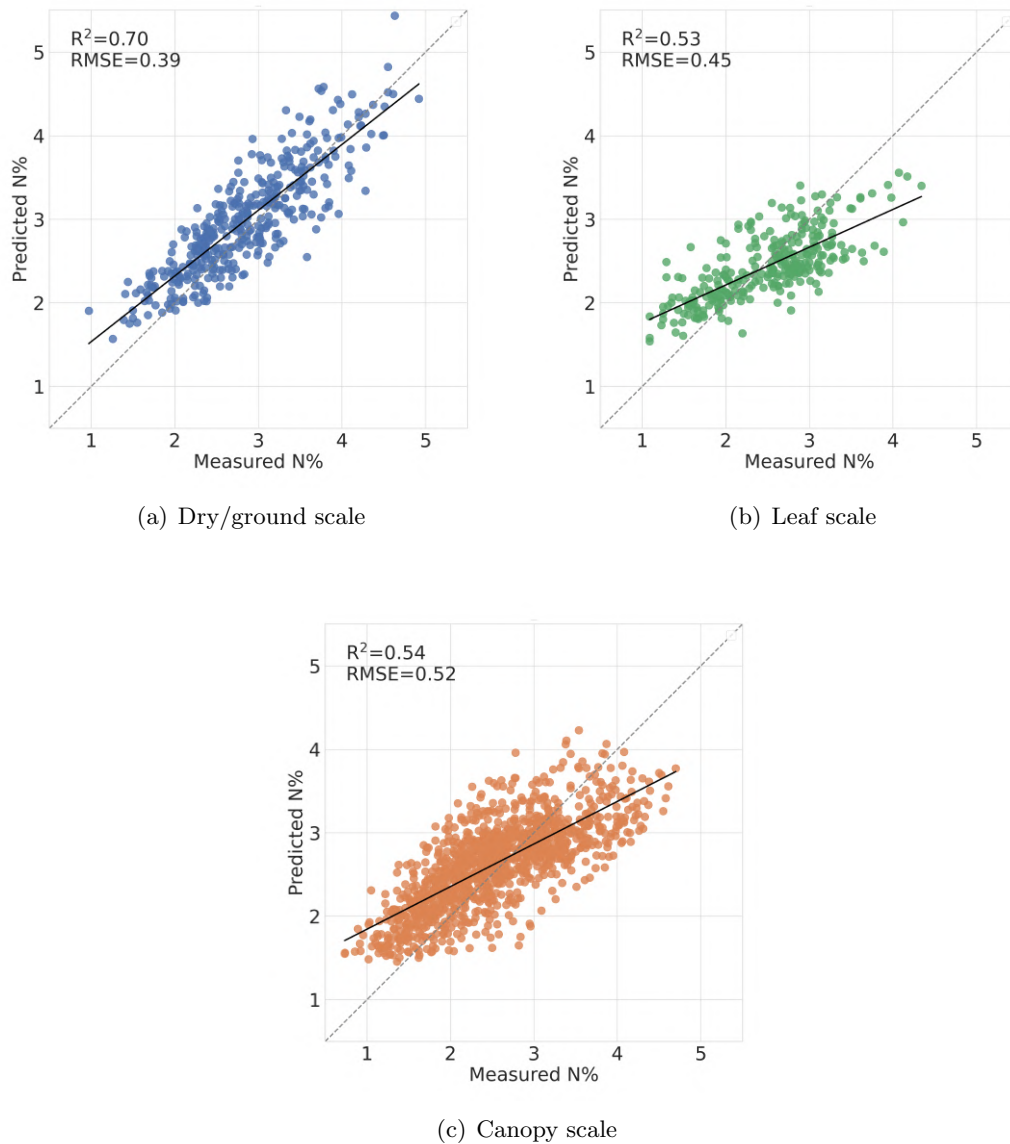 R²=0.70
RMSE=0.39
5
4
3
2
1
Predicted N%
1 2 3 4 5
Measured N%
(a) Dry/ground scale
R²=0.53
RMSE=0.45
5
4
3
2
1
Predicted N%
1 2 3 4 5
Measured N%
(b) Leaf scale
R²=0.54
RMSE=0.52
5
4
3
2
1
Predicted N%
1 2 3 4 5
Measured N%
(c) Canopy scale